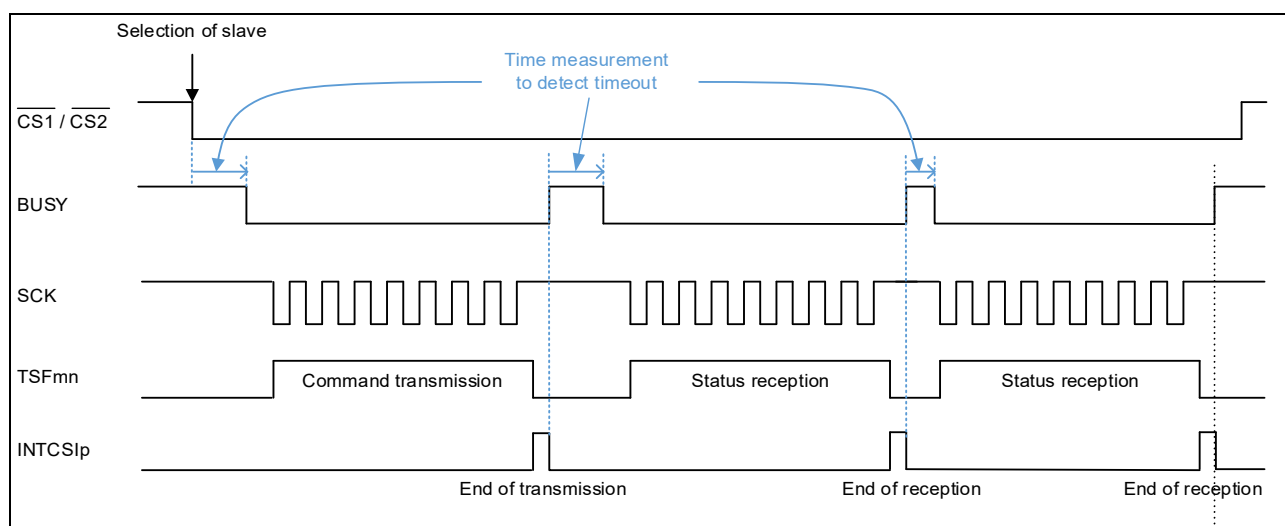 Selection of slave
Time measurement
to detect timeout
CS1 / CS2
BUSY
SCK
TSFmn
Command transmission
Status reception
Status reception
INTCSIp
End of transmission
End of reception
End of reception